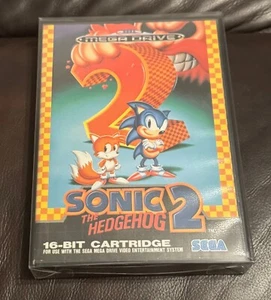 MEGA DRIVE
2
SONIC
THE
HEDGEHOG
2
16-BIT CARTRIDGE
FOR USE WITH THE SEGA MEGA DRIVE VIDEO ENTERTAINMENT SYSTEM
SEGA